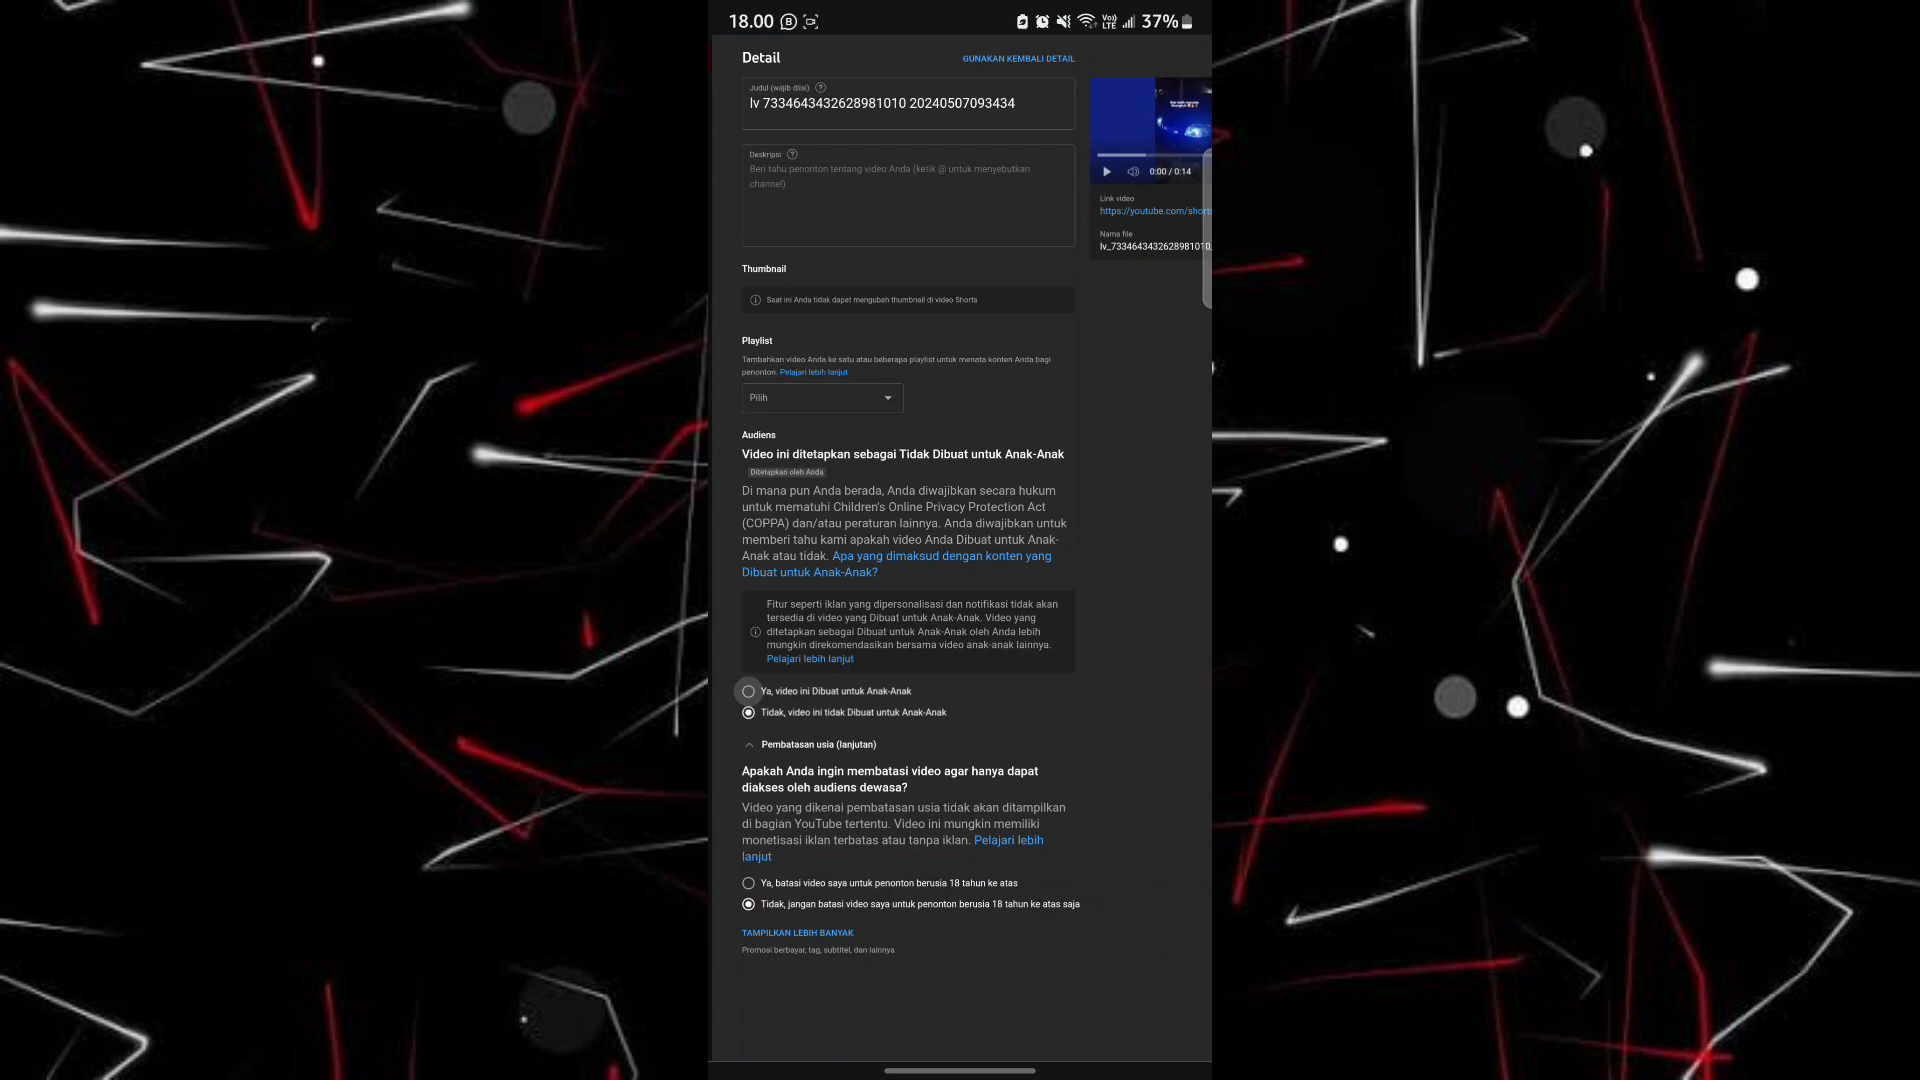 18.00
Vo))
LTE
37%
Detail
GUNAKAN KEMBALI DETAIL
Judul (wajib diisi)
lv 7334643432628981010 20240507093434
Deskripsi
Beri tahu penonton tentang video Anda (ketik @ untuk menyebutkan
channel)
0:00 / 0:14
Link video
https://youtube.com/shorts
Nama file
lv_7334643432628981010_
Thumbnail
Saat ini Anda tidak dapat mengubah thumbnail di video Shorts
Playlist
Tambahkan video Anda ke satu atau beberapa playlist untuk menata konten Anda bagi
penonton. Pelajari lebih lanjut
Pilih
Audiens
Video ini ditetapkan sebagai Tidak Dibuat untuk Anak-Anak
Ditetapkan oleh Anda
Di mana pun Anda berada, Anda diwajibkan secara hukum
untuk mematuhi Children's Online Privacy Protection Act
(COPPA) dan/atau peraturan lainnya. Anda diwajibkan untuk
memberi tahu kami apakah video Anda Dibuat untuk Anak-
Anak atau tidak. Apa yang dimaksud dengan konten yang
Dibuat untuk Anak-Anak?
Fitur seperti iklan yang dipersonalisasi dan notifikasi tidak akan
tersedia di video yang Dibuat untuk Anak-Anak. Video yang
ditetapkan sebagai Dibuat untuk Anak-Anak oleh Anda lebih
mungkin direkomendasikan bersama video anak-anak lainnya.
Pelajari lebih lanjut
Ya, video ini Dibuat untuk Anak-Anak
Tidak, video ini tidak Dibuat untuk Anak-Anak
Pembatasan usia (lanjutan)
Apakah Anda ingin membatasi video agar hanya dapat
diakses oleh audiens dewasa?
Video yang dikenai pembatasan usia tidak akan ditampilkan
di bagian YouTube tertentu. Video ini mungkin memiliki
monetisasi iklan terbatas atau tanpa iklan. Pelajari lebih
lanjut
Ya, batasi video saya untuk penonton berusia 18 tahun ke atas
Tidak, jangan batasi video saya untuk penonton berusia 18 tahun ke atas saja
TAMPILKAN LEBIH BANYAK
Promosi berbayar, tag, subtitel, dan lainnya